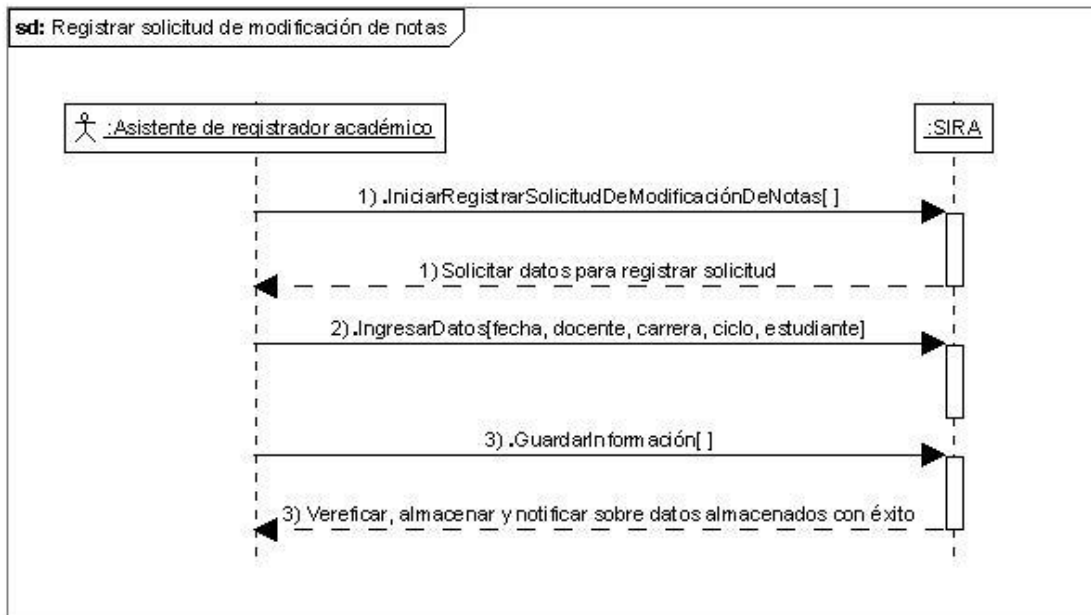 sd: Registrar solicitud de modificación de notas
:Asistente de registrador académico
:SIRA
1) .IniciarRegistrarSolicitudDeModificaciónDeNotas[ ]
1) Solicitar datos para registrar solicitud
2).IngresarDatos[fecha, docente, carrera, ciclo, estudiante]
3) .GuardarInformación[ ]
3) Vereficar, almacenar y notificar sobre datos almacenados con éxito